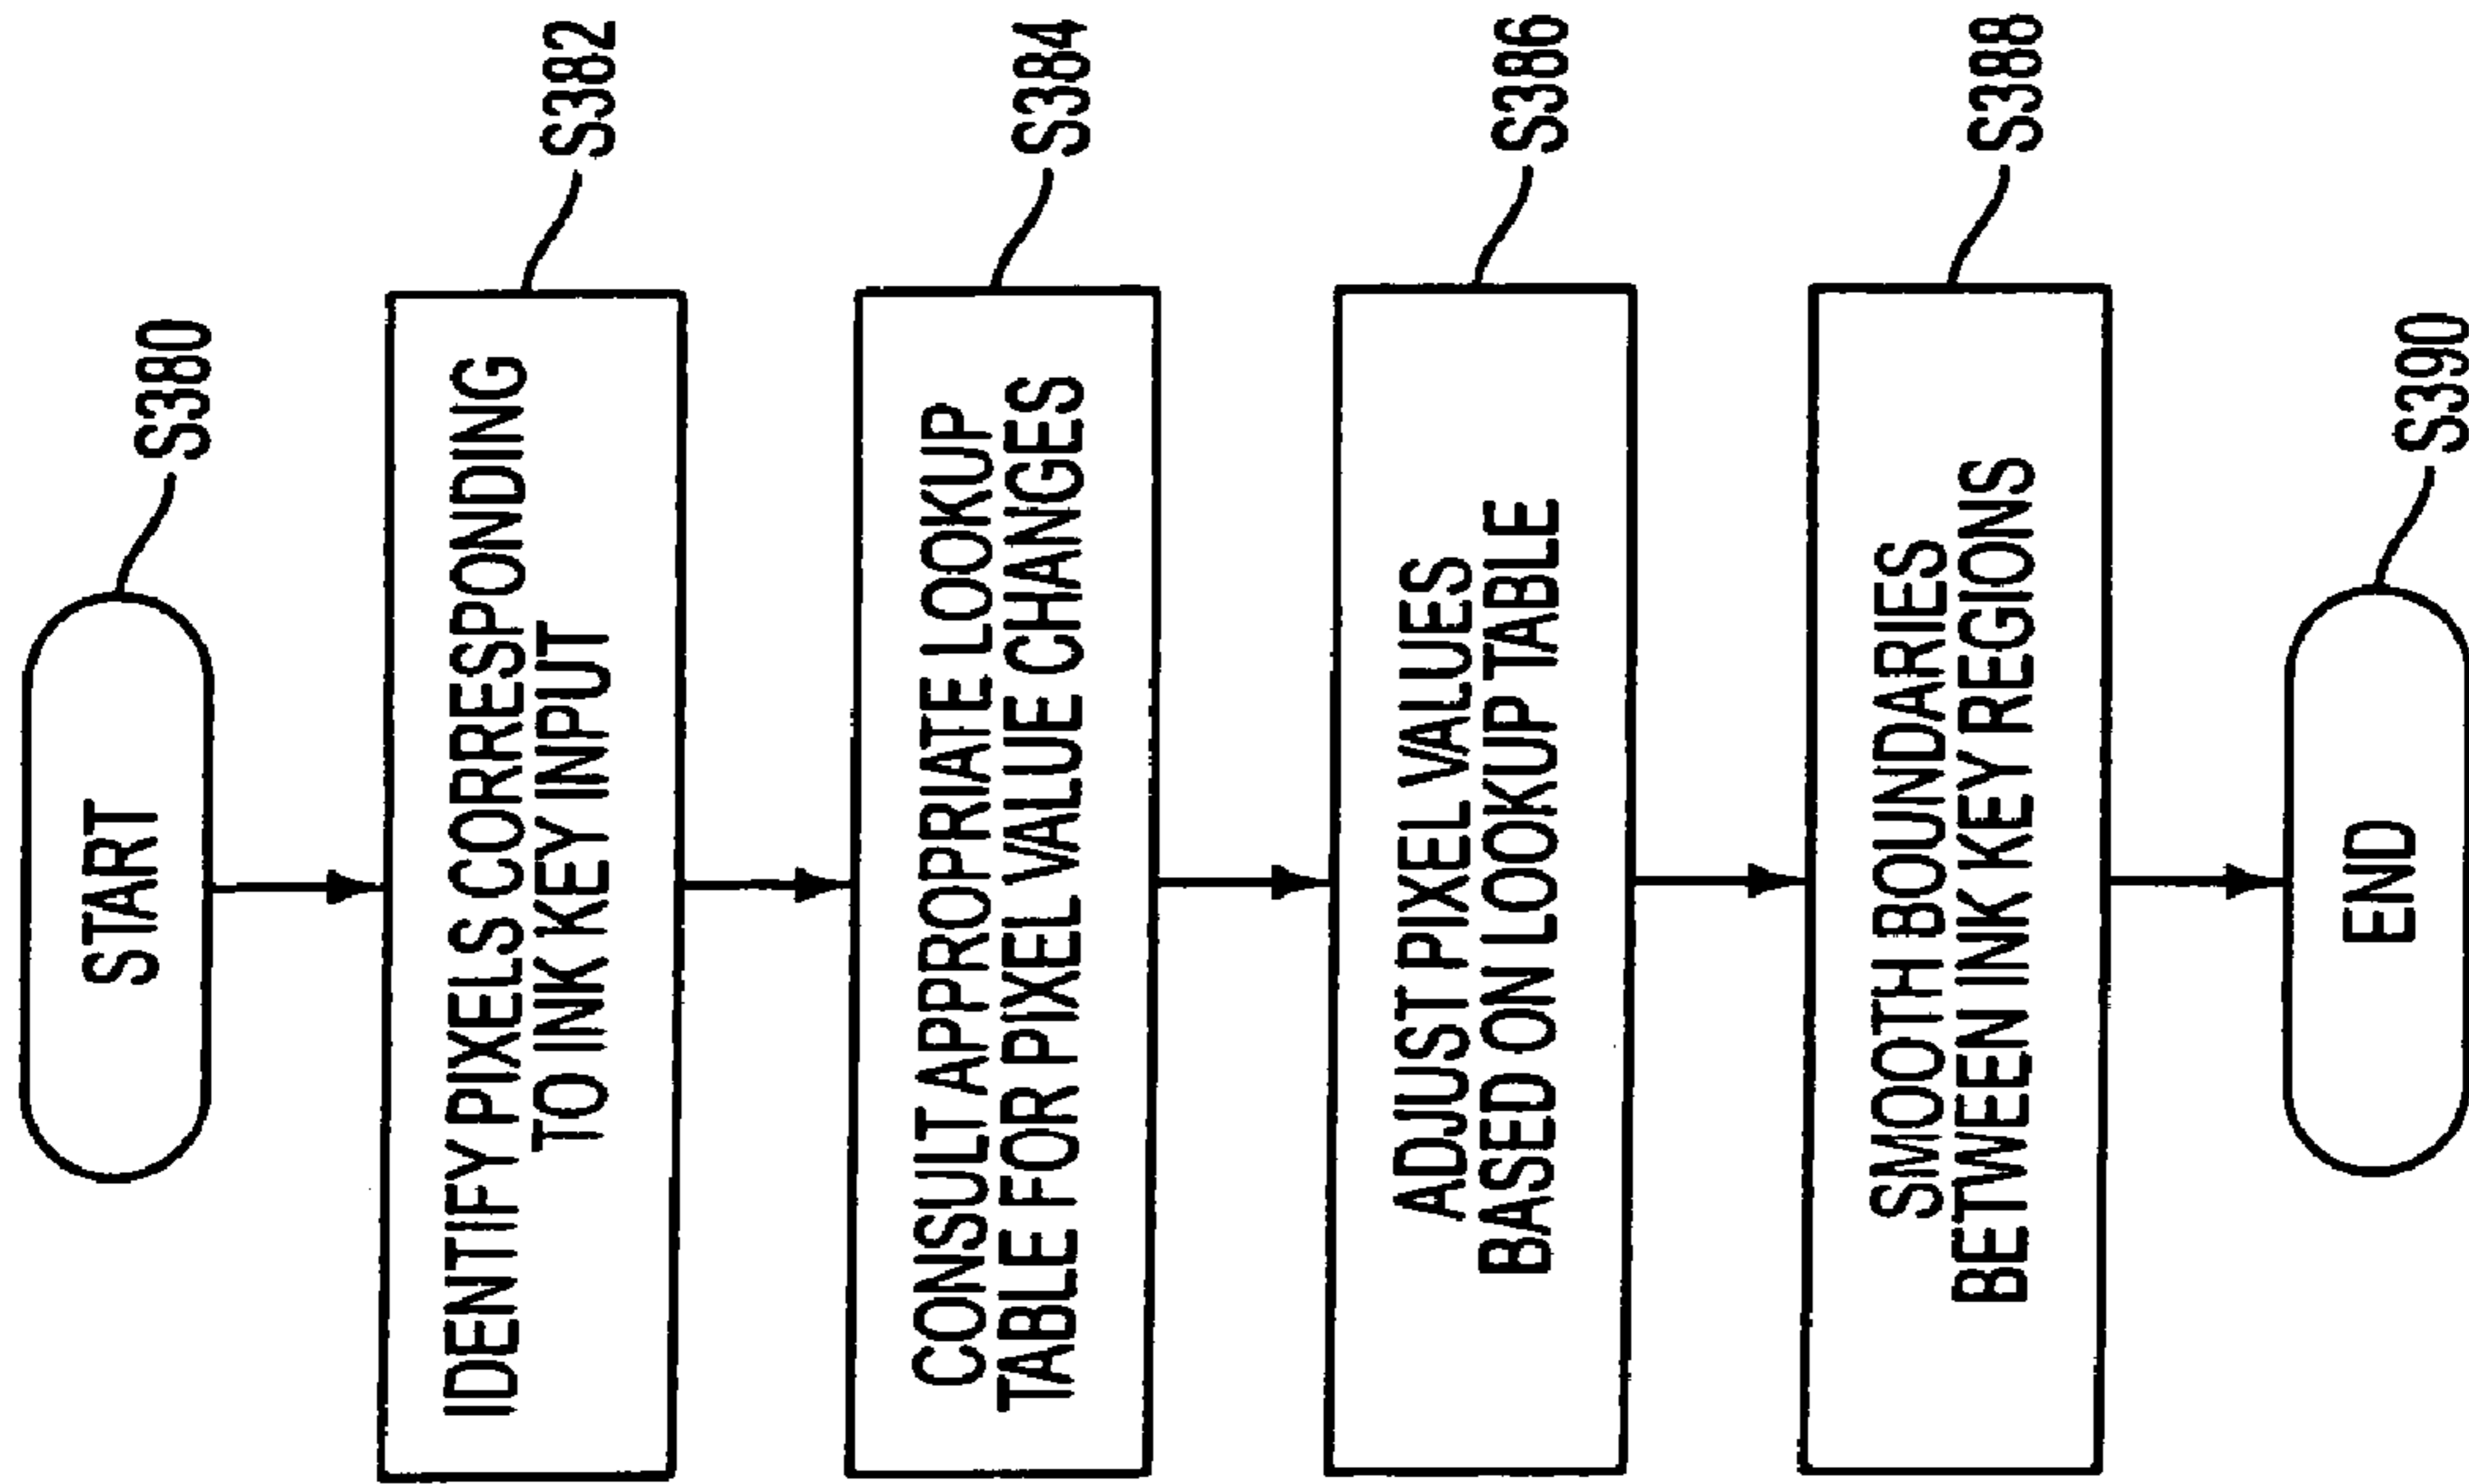 START
S380
IDENTIFY PIXELS CORRESPONDING
TO INK KEY INPUT
S382
CONSULT APPROPRIATE LOOKUP
TABLE FOR PIXEL VALUE CHANGES
S384
ADJUST PIXEL VALUES
BASED ON LOOKUP TABLE
S386
SMOOTH BOUNDARIES
BETWEEN INK KEY REGIONS
S388
END
S390